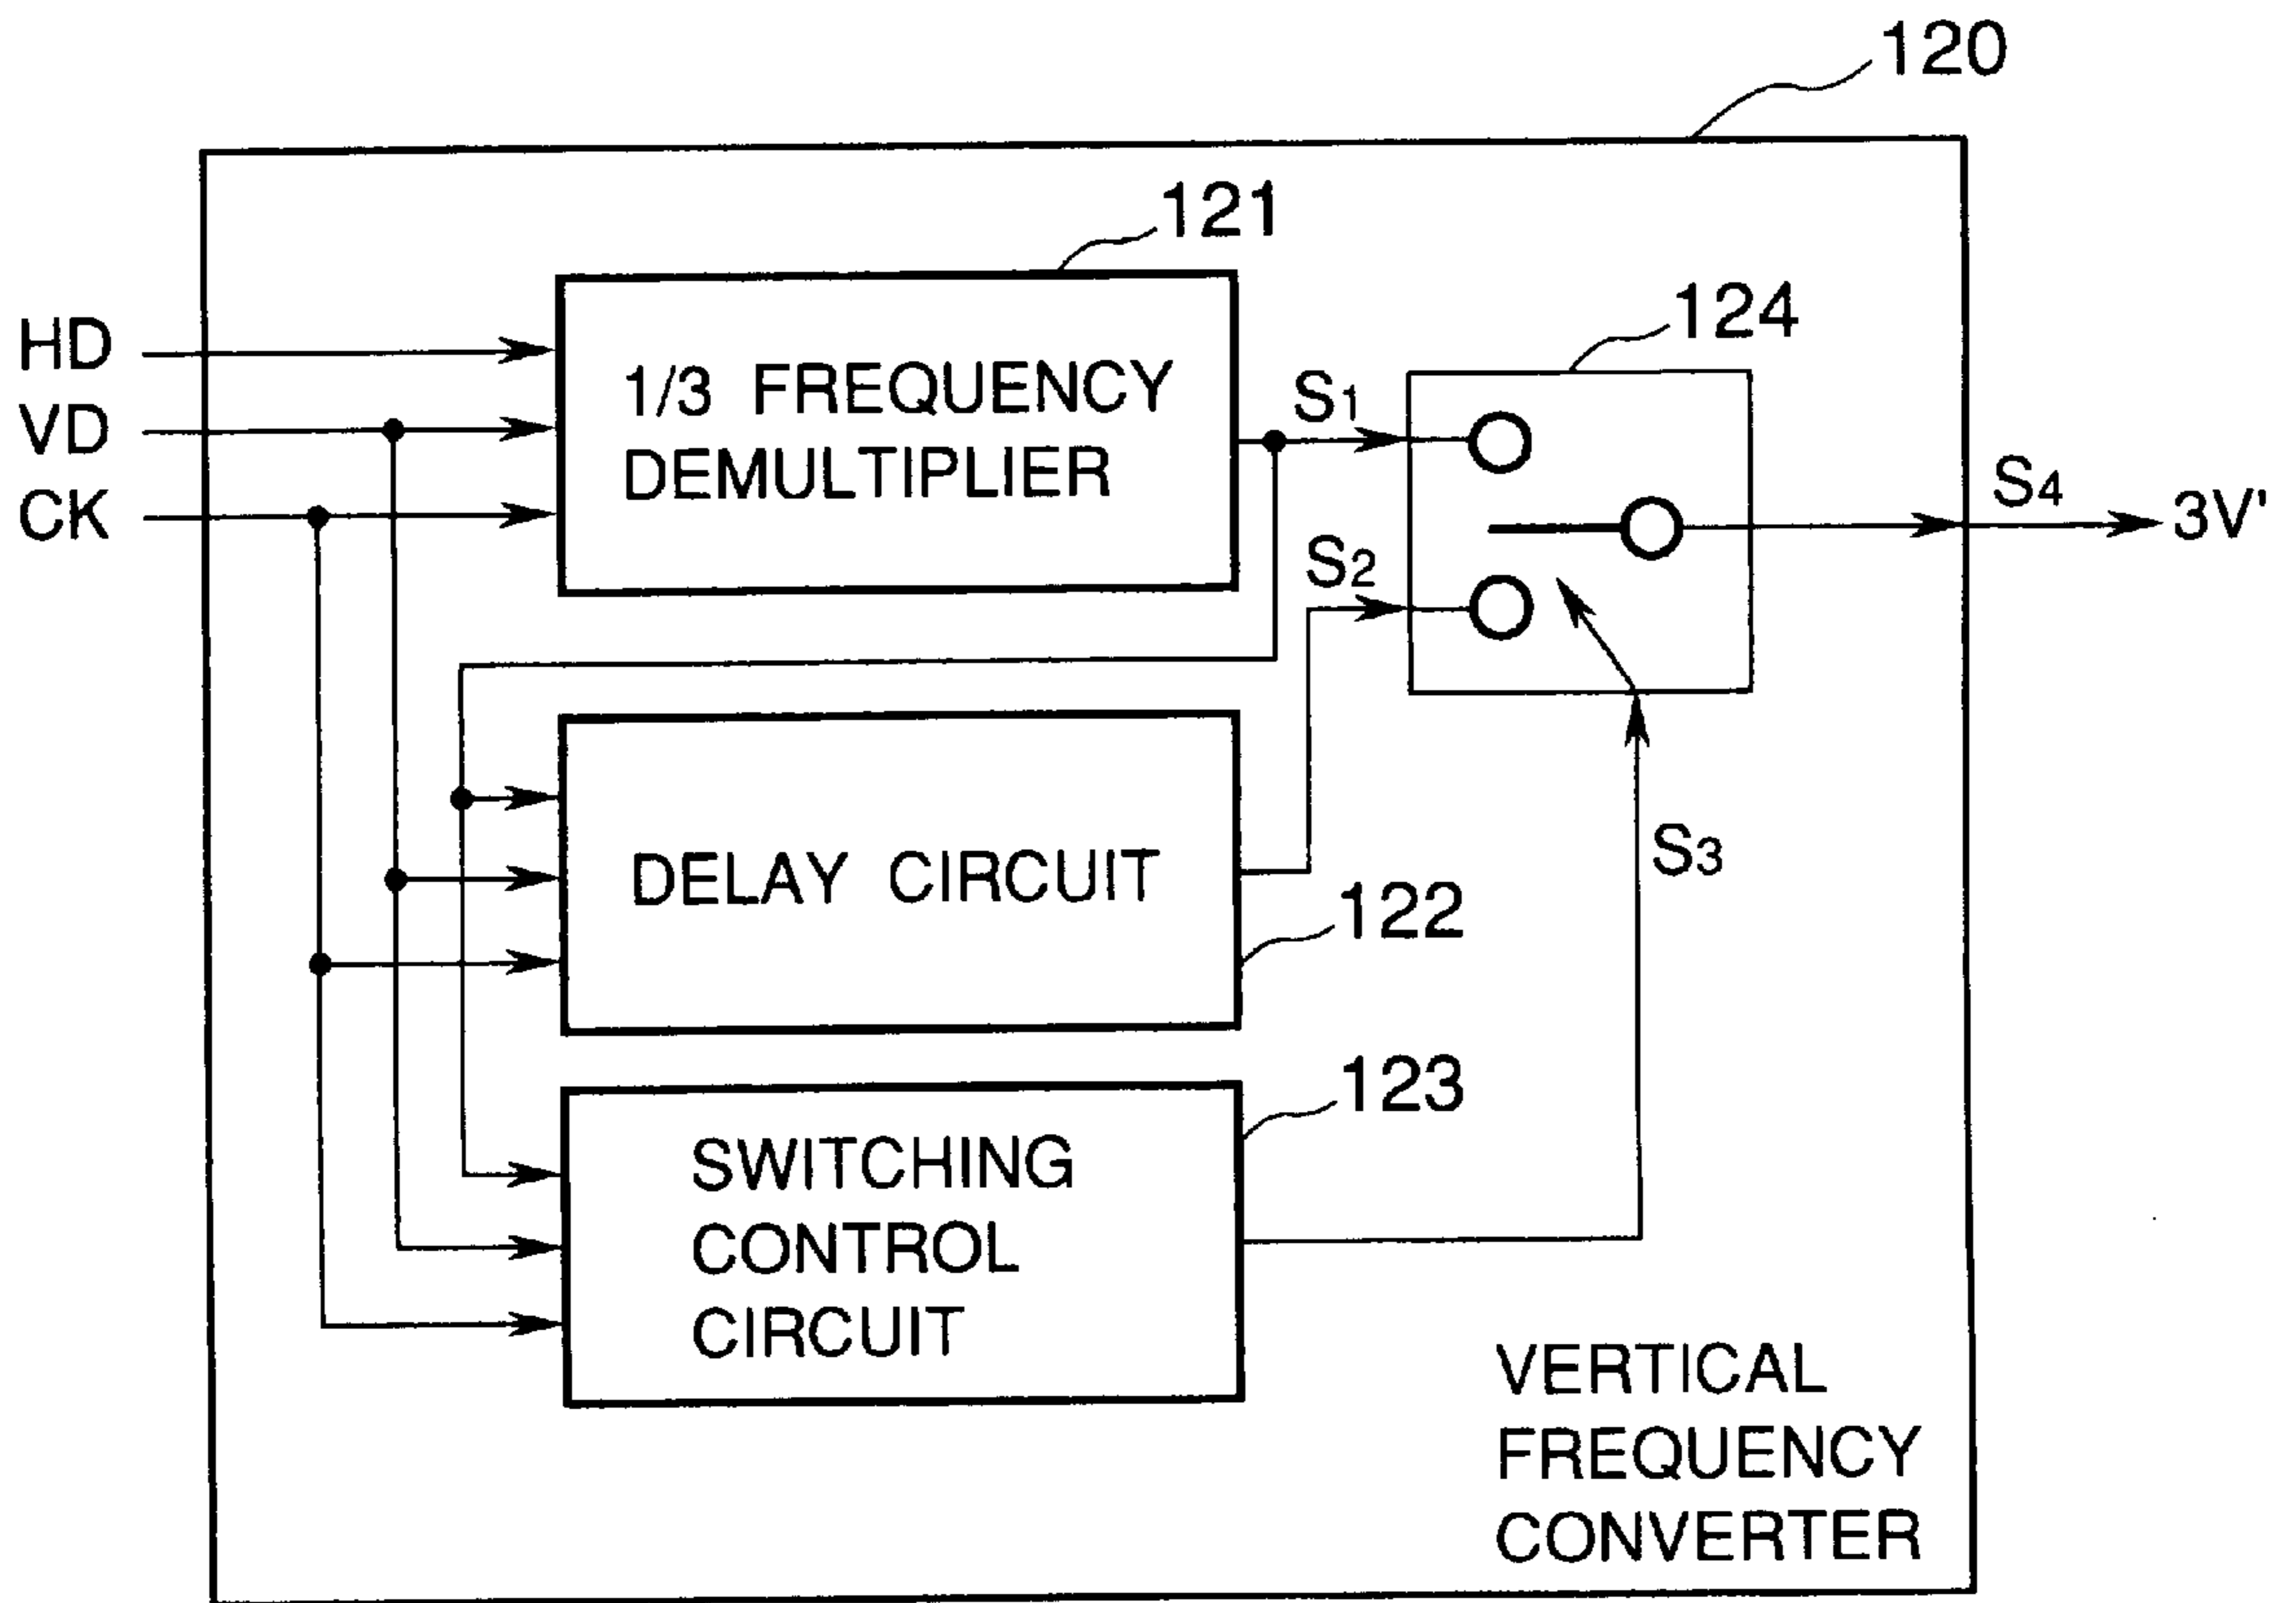 120
121
HD
VD
CK
1/3 FREQUENCY
DEMULTIPLIER
124
S1
S2
S4
3V'
DELAY CIRCUIT
122
S3
123
SWITCHING
CONTROL
CIRCUIT
VERTICAL
FREQUENCY
CONVERTER